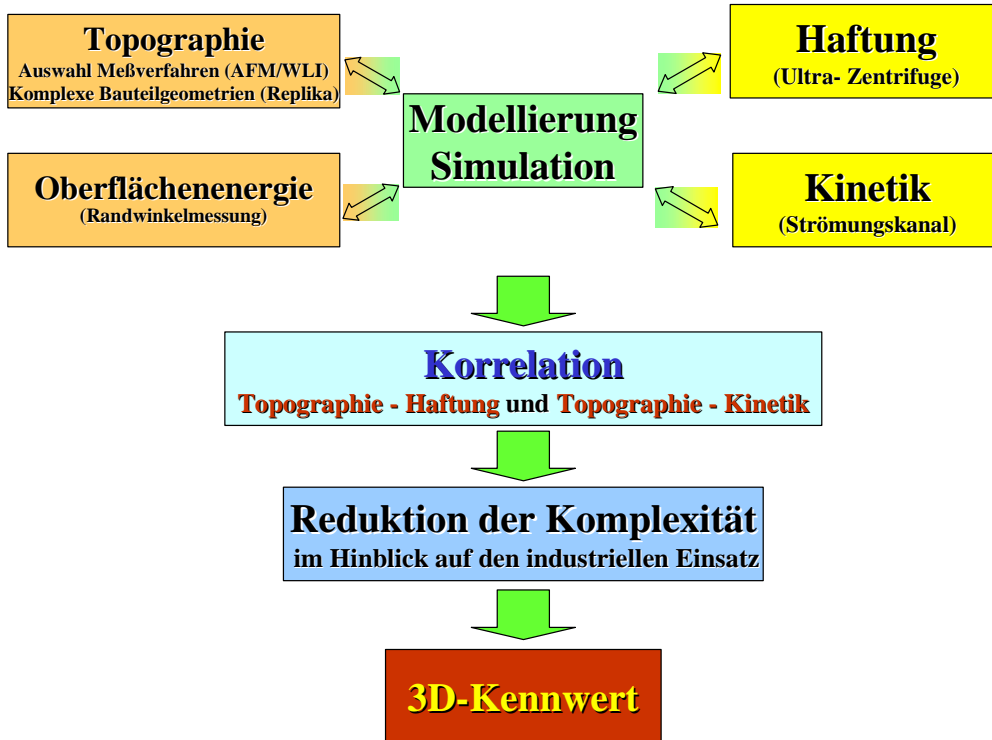 Topographie
Auswahl Meßverfahren (AFM/WLI)
Komplexe Bauteilgeometrien (Replika)
Haftung
(Ultra- Zentrifuge)
Modellierung
Simulation
Oberflächenenergie
(Randwinkelmessung)
Kinetik
(Strömungskanal)
Korrelation
Topographie - Haftung und Topographie - Kinetik
Reduktion der Komplexität
im Hinblick auf den industriellen Einsatz
3D-Kennwert